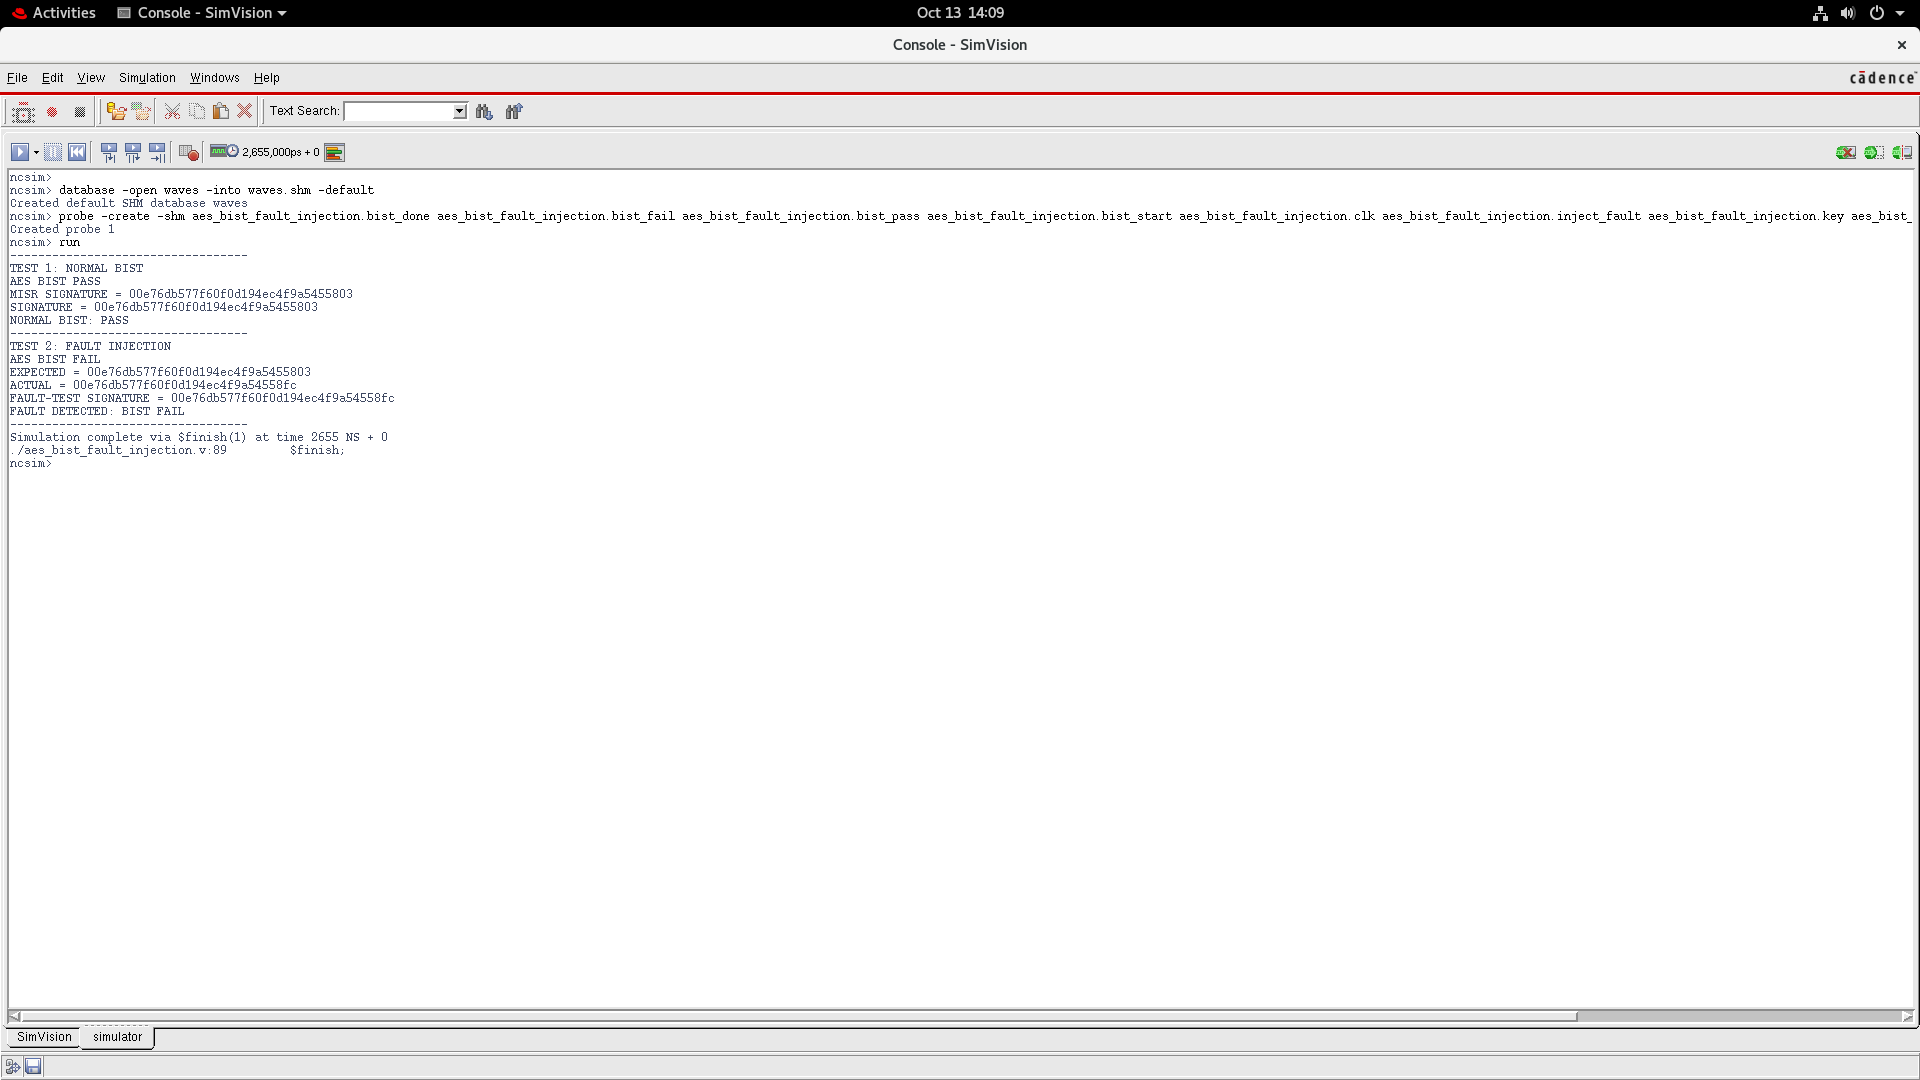 Activities
Console - SimVision
Oct 13 14:09
Console - SimVision
File Edit View Simulation Windows Help
cādence
Text Search:
2,655,000ps + 0
ncsim>
ncsim> database -open waves -into waves.shm -default
Created default SHM database waves
ncsim> probe -create -shm aes_bist_fault_injection.bist_done aes_bist_fault_injection.bist_fail aes_bist_fault_injection.bist_pass aes_bist_fault_injection.bist_start aes_bist_fault_injection.clk aes_bist_fault_injection.inject_fault aes_bist_fault_injection.key aes_bist_
Created probe 1
ncsim> run
----------------------------------
TEST 1: NORMAL BIST
AES BIST PASS
MISR SIGNATURE = 00e76db577f60f0d194ec4f9a5455803
SIGNATURE = 00e76db577f60f0d194ec4f9a5455803
NORMAL BIST: PASS
----------------------------------
TEST 2: FAULT INJECTION
AES BIST FAIL
EXPECTED = 00e76db577f60f0d194ec4f9a5455803
ACTUAL = 00e76db577f60f0d194ec4f9a54558fc
FAULT-TEST SIGNATURE = 00e76db577f60f0d194ec4f9a54558fc
FAULT DETECTED: BIST FAIL
----------------------------------
Simulation complete via $finish(1) at time 2655 NS + 0
./aes_bist_fault_injection.v:89         $finish;
ncsim>
SimVision simulator